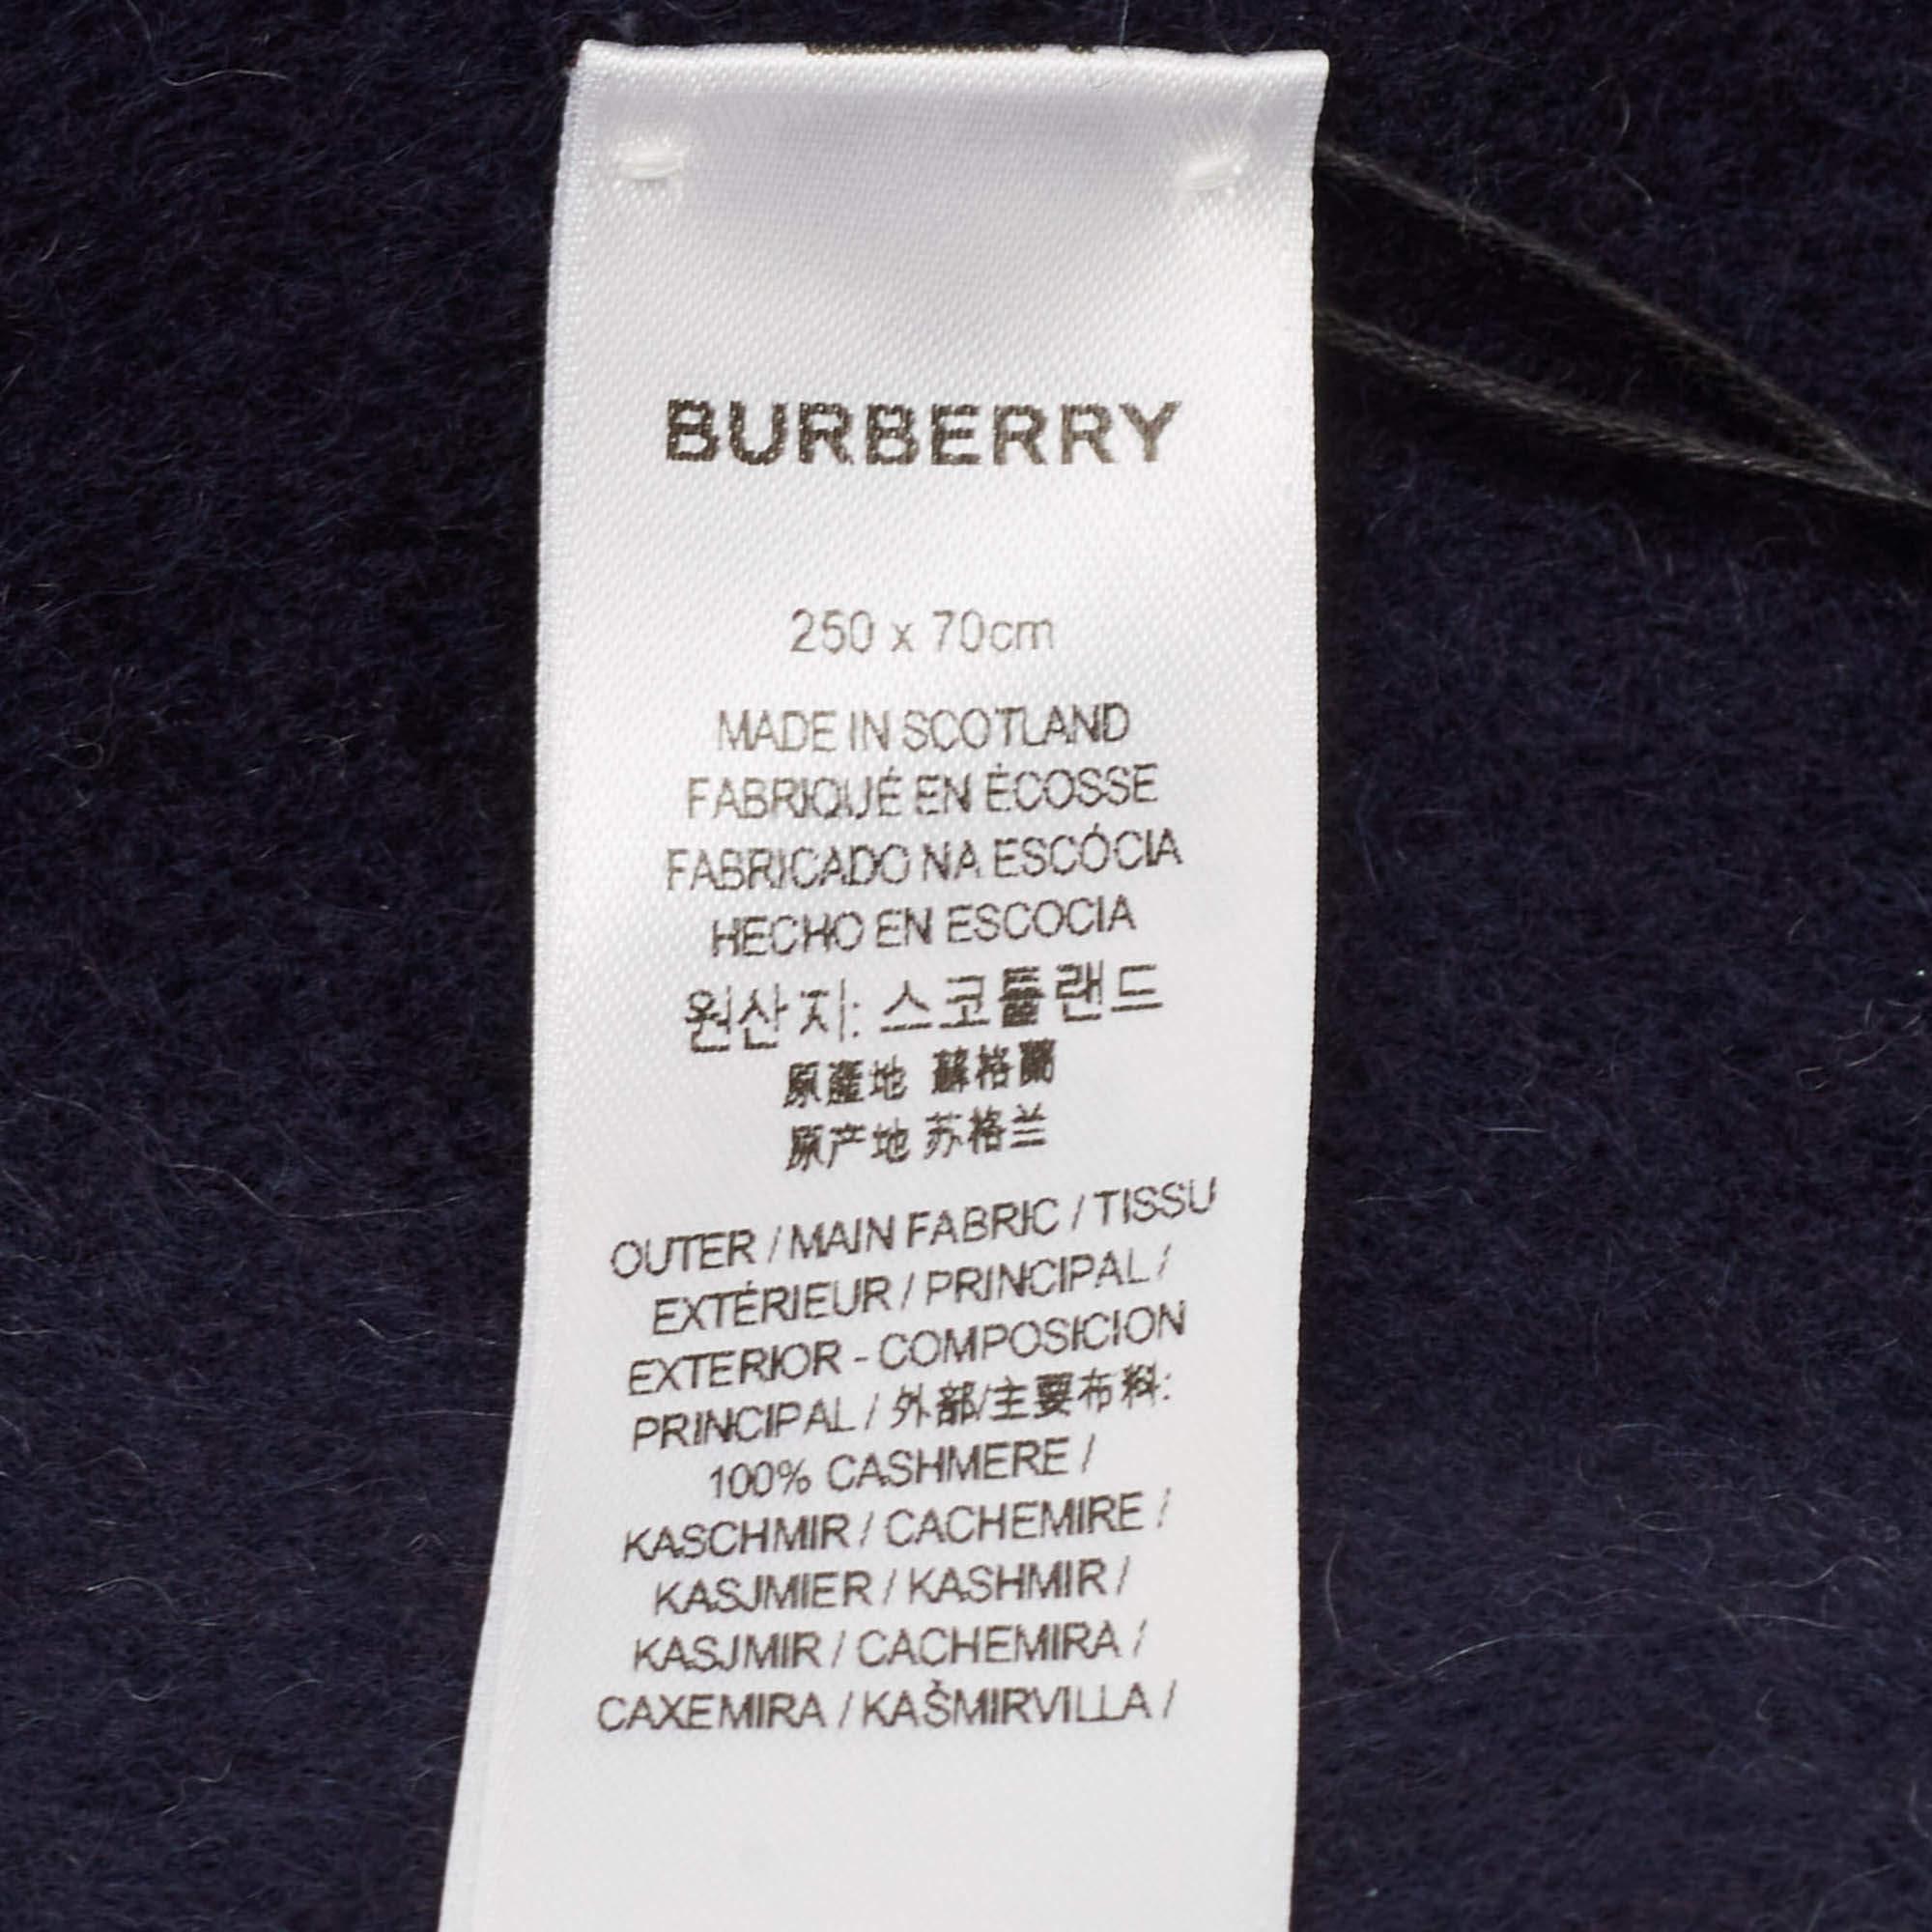 BURBERRY
250 x 70cm
MADE IN SCOTLAND
FABRIQUÉ EN ÉCOSSE
FABRICADO NA ESCÓCIA
HECHO EN ESCOCIA
원산지: 스코틀랜드
原產地 蘇格蘭
原产地 苏格兰
OUTER / MAIN FABRIC / TISSU
EXTÉRIEUR / PRINCIPAL /
EXTERIOR - COMPOSICION
PRINCIPAL / 外部/主要布料:
100% CASHMERE /
KASCHMIR / CACHEMIRE /
KASJMIER / KASHMIR /
KASJMIR / CACHEMIRA /
CAXEMIRA / KAŠMIRVILLA /